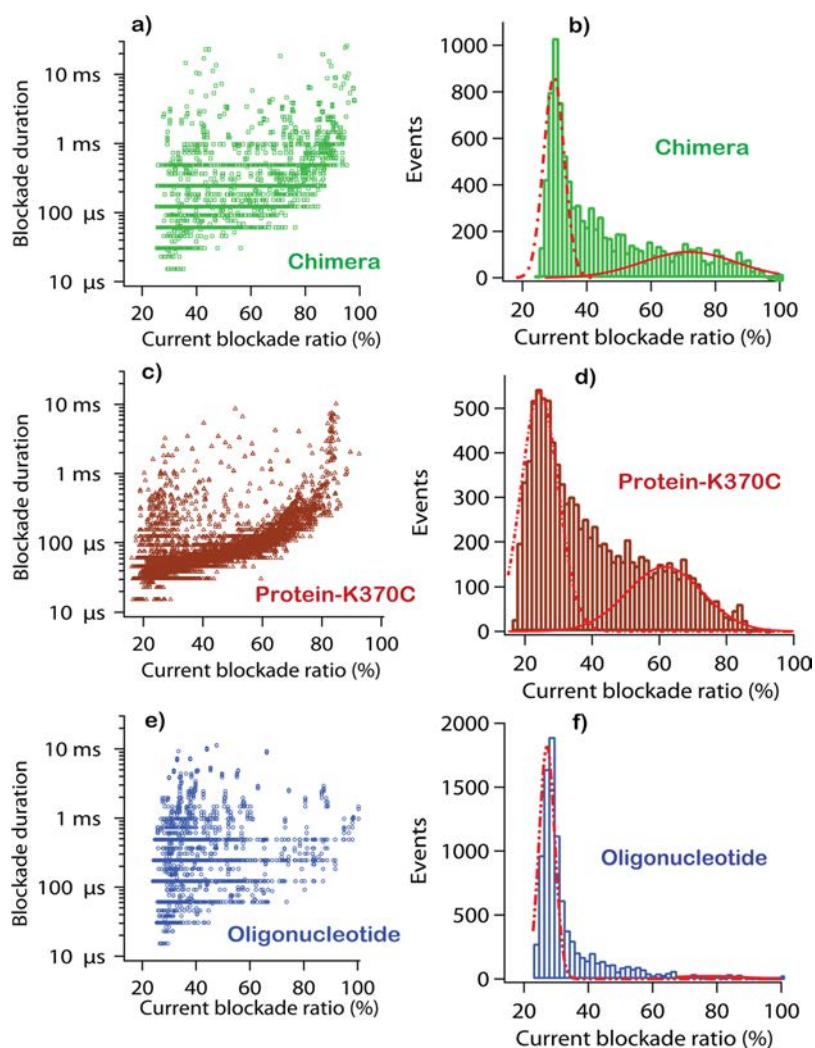 a)
Blockade duration
10 ms
1 ms
100 µs
10 µs
Chimera
20 40 60 80 100
Current blockade ratio (%)
b)
Events
1000
800
600
400
200
0
Chimera
20 40 60 80 100
Current blockade ratio (%)
c)
Blockade duration
10 ms
1 ms
100 µs
10 µs
Protein-K370C
20 40 60 80 100
Current blockade ratio (%)
d)
Events
500
400
300
200
100
0
Protein-K370C
20 40 60 80 100
Current blockade ratio (%)
e)
Blockade duration
10 ms
1 ms
100 µs
10 µs
Oligonucleotide
20 40 60 80 100
Current blockade ratio (%)
f)
Events
2000
1500
1000
500
0
Oligonucleotide
20 40 60 80 100
Current blockade ratio (%)